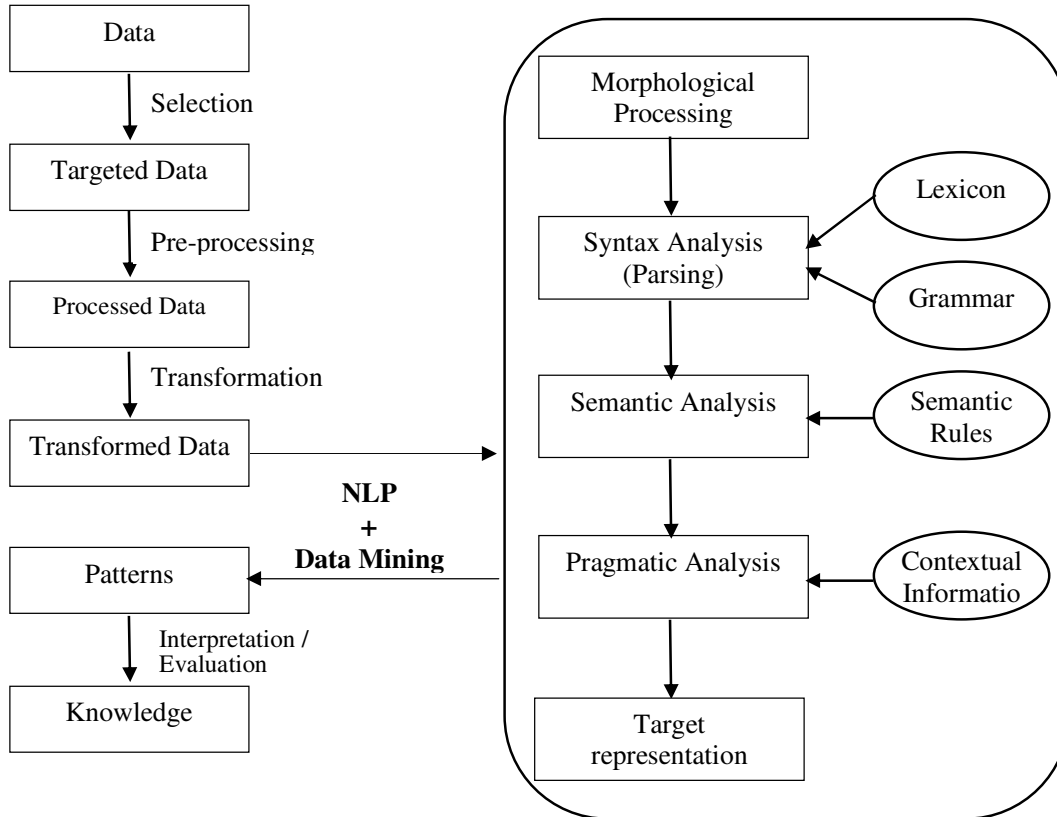 Data
Selection
Targeted Data
Pre-processing
Processed Data
Transformation
Transformed Data
NLP
+
Data Mining
Patterns
Interpretation /
Evaluation
Knowledge
Morphological
Processing
Syntax Analysis
(Parsing)
Lexicon
Grammar
Semantic Analysis
Semantic
Rules
Pragmatic Analysis
Contextual
Informatio
Target
representation